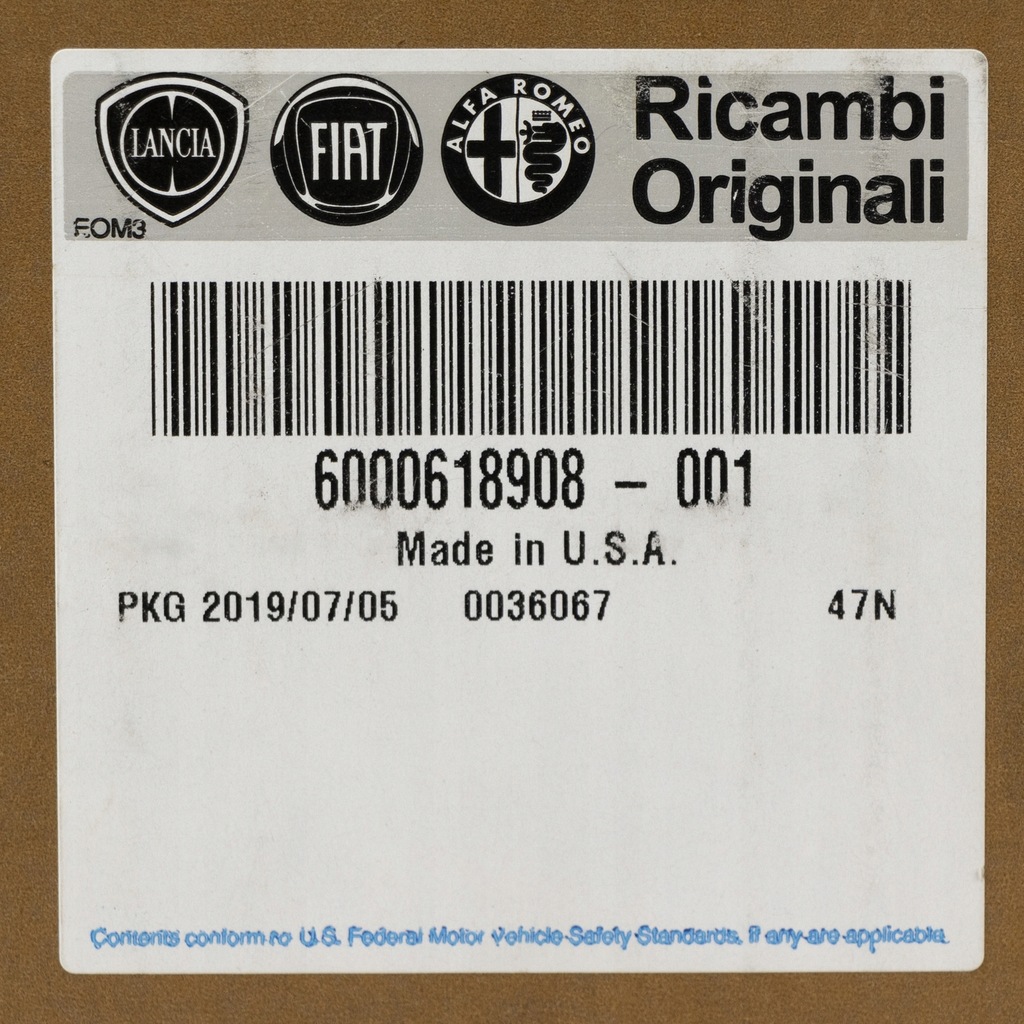 LANCIA
FIAT
ALFA ROMEO
Ricambi
Originali
EOM3
6000618908 - 001
Made in U.S.A.
PKG 2019/07/05 0036067 47N
Contents conform to U.S. Federal Motor Vehicle Safety Standards, if any are applicable.